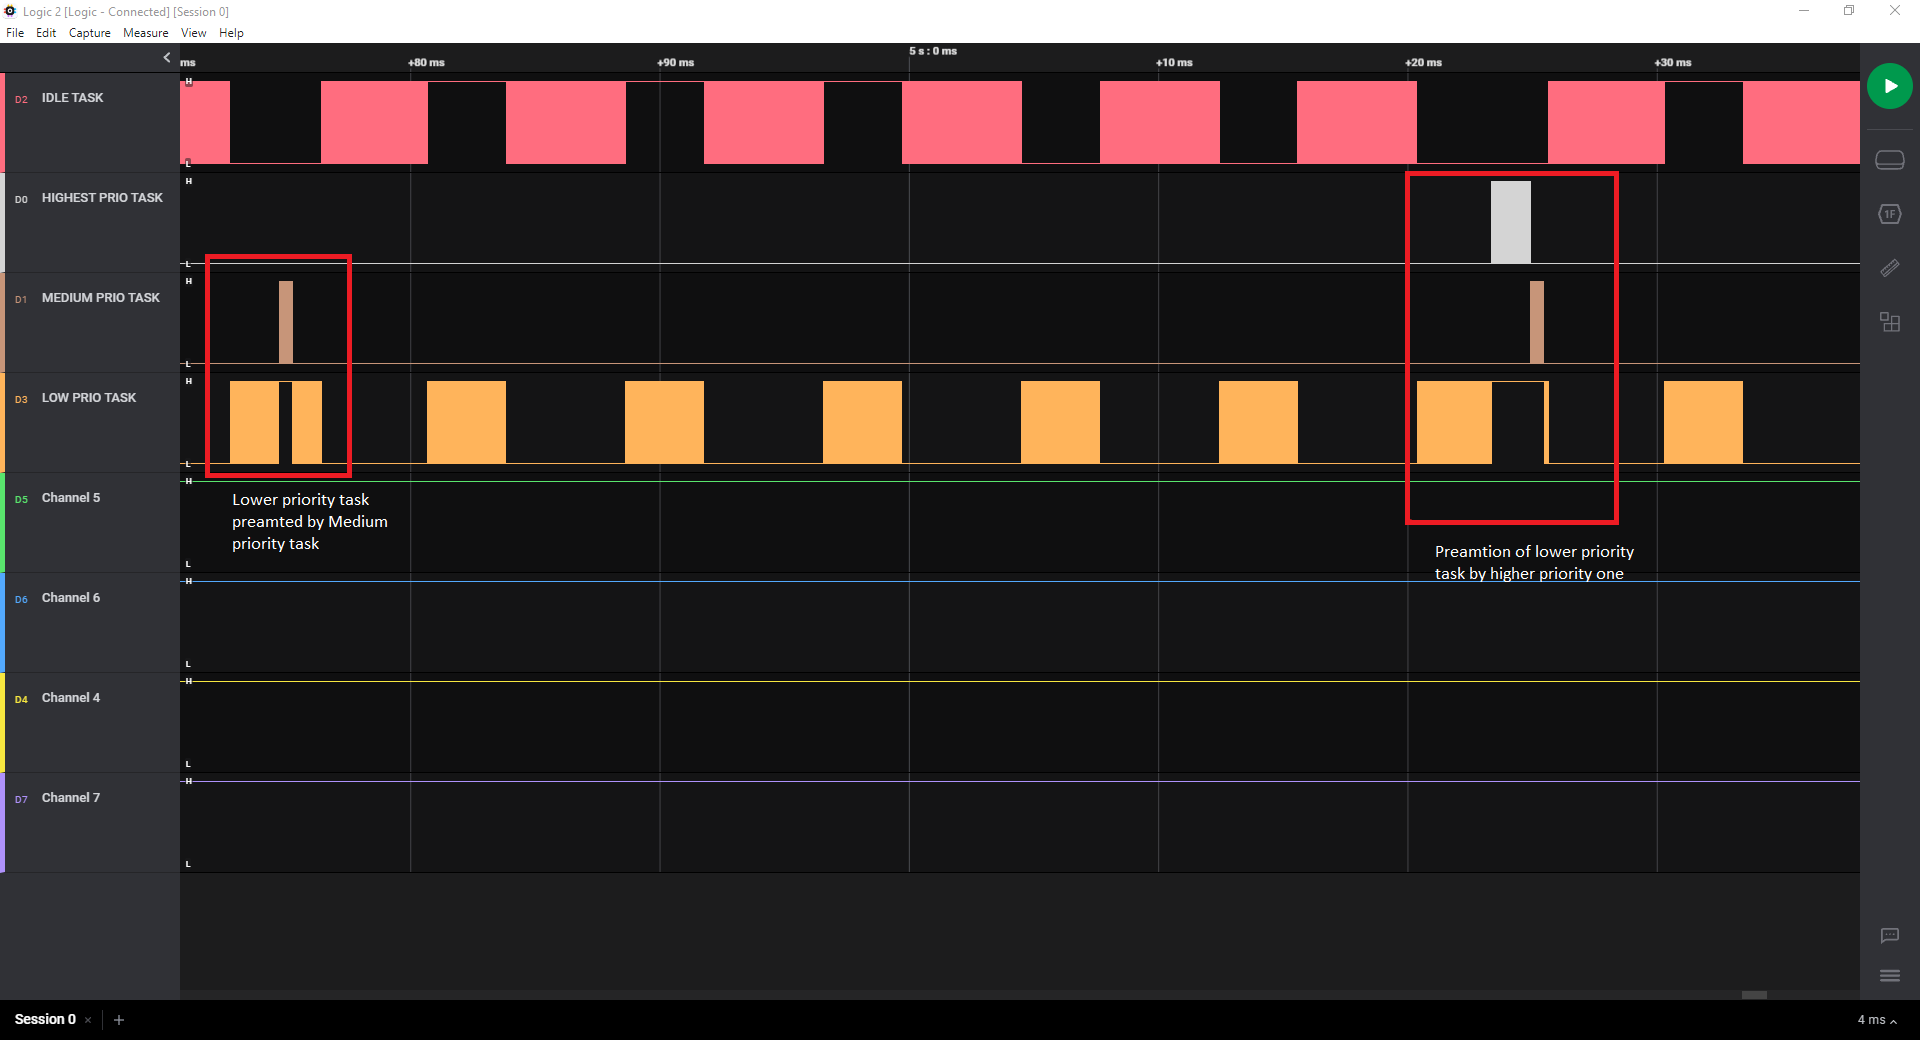 Logic 2 [Logic - Connected] [Session 0]
File Edit Capture Measure View Help
5 s : 0 ms
ms +80 ms +90 ms +10 ms +20 ms +30 ms
D2 IDLE TASK
H
L
D0 HIGHEST PRIO TASK
H
L
D1 MEDIUM PRIO TASK
H
L
D3 LOW PRIO TASK
H
L
D5 Channel 5
H
L
Lower priority task
preamted by Medium
priority task
Preamtion of lower priority
task by higher priority one
D6 Channel 6
H
L
D4 Channel 4
H
L
D7 Channel 7
H
L
1F
Session 0 × +
4 ms